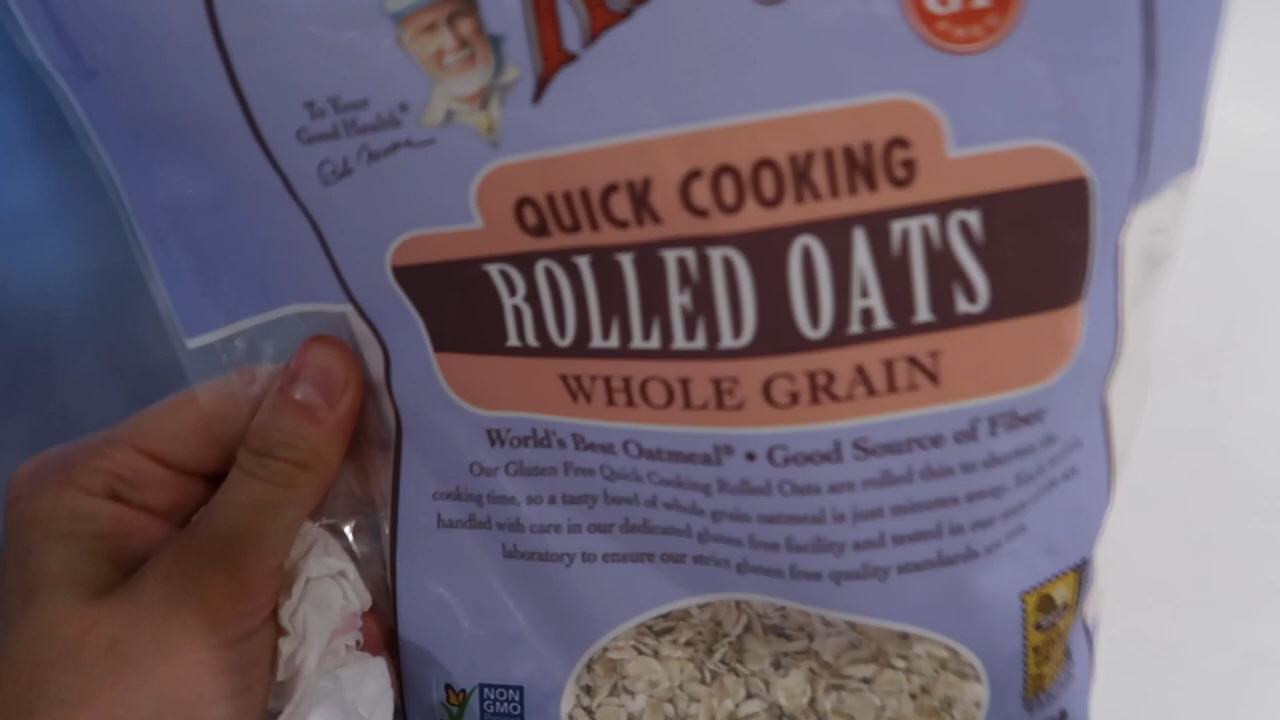 To Your
Good Health®
Bob Moore
QUICK COOKING
ROLLED OATS
WHOLE GRAIN
World's Best Oatmeal® • Good Source of Fiber
Our Gluten Free Quick Cooking Rolled Oats are rolled thin to shorten the
cooking time, so a tasty bowl of whole grain oatmeal is just minutes away.
handled with care in our dedicated gluten free facility and tested in our
laboratory to ensure our strict gluten free quality standards
NON
GMO